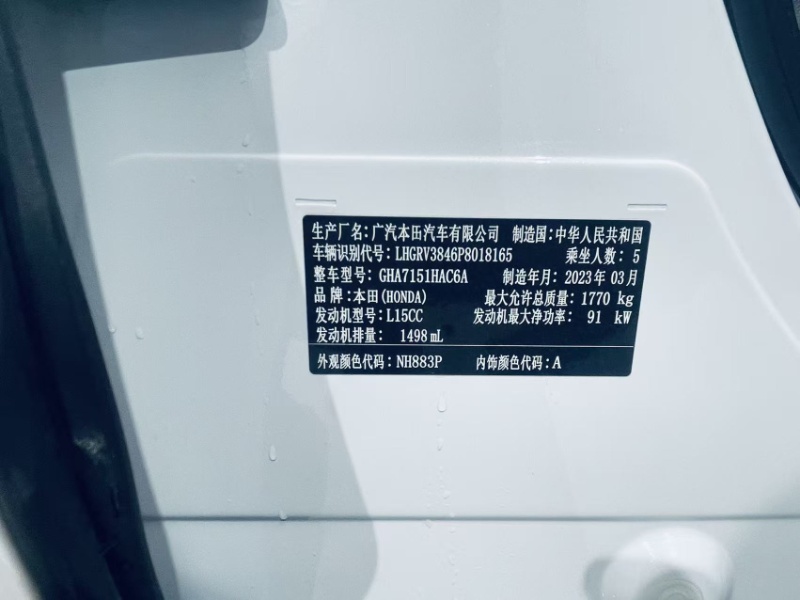 生产厂名：广汽本田汽车有限公司 制造国：中华人民共和国
车辆识别代号：LHGRV3846P8018165 乘坐人数：5
整车型号：GHA7151HAC6A 制造年月：2023年03月
品牌：本田(HONDA) 最大允许总质量：1770 kg
发动机型号：L15CC 发动机最大净功率：91 kW
发动机排量：1498mL
外观颜色代码：NH883P 内饰颜色代码：A